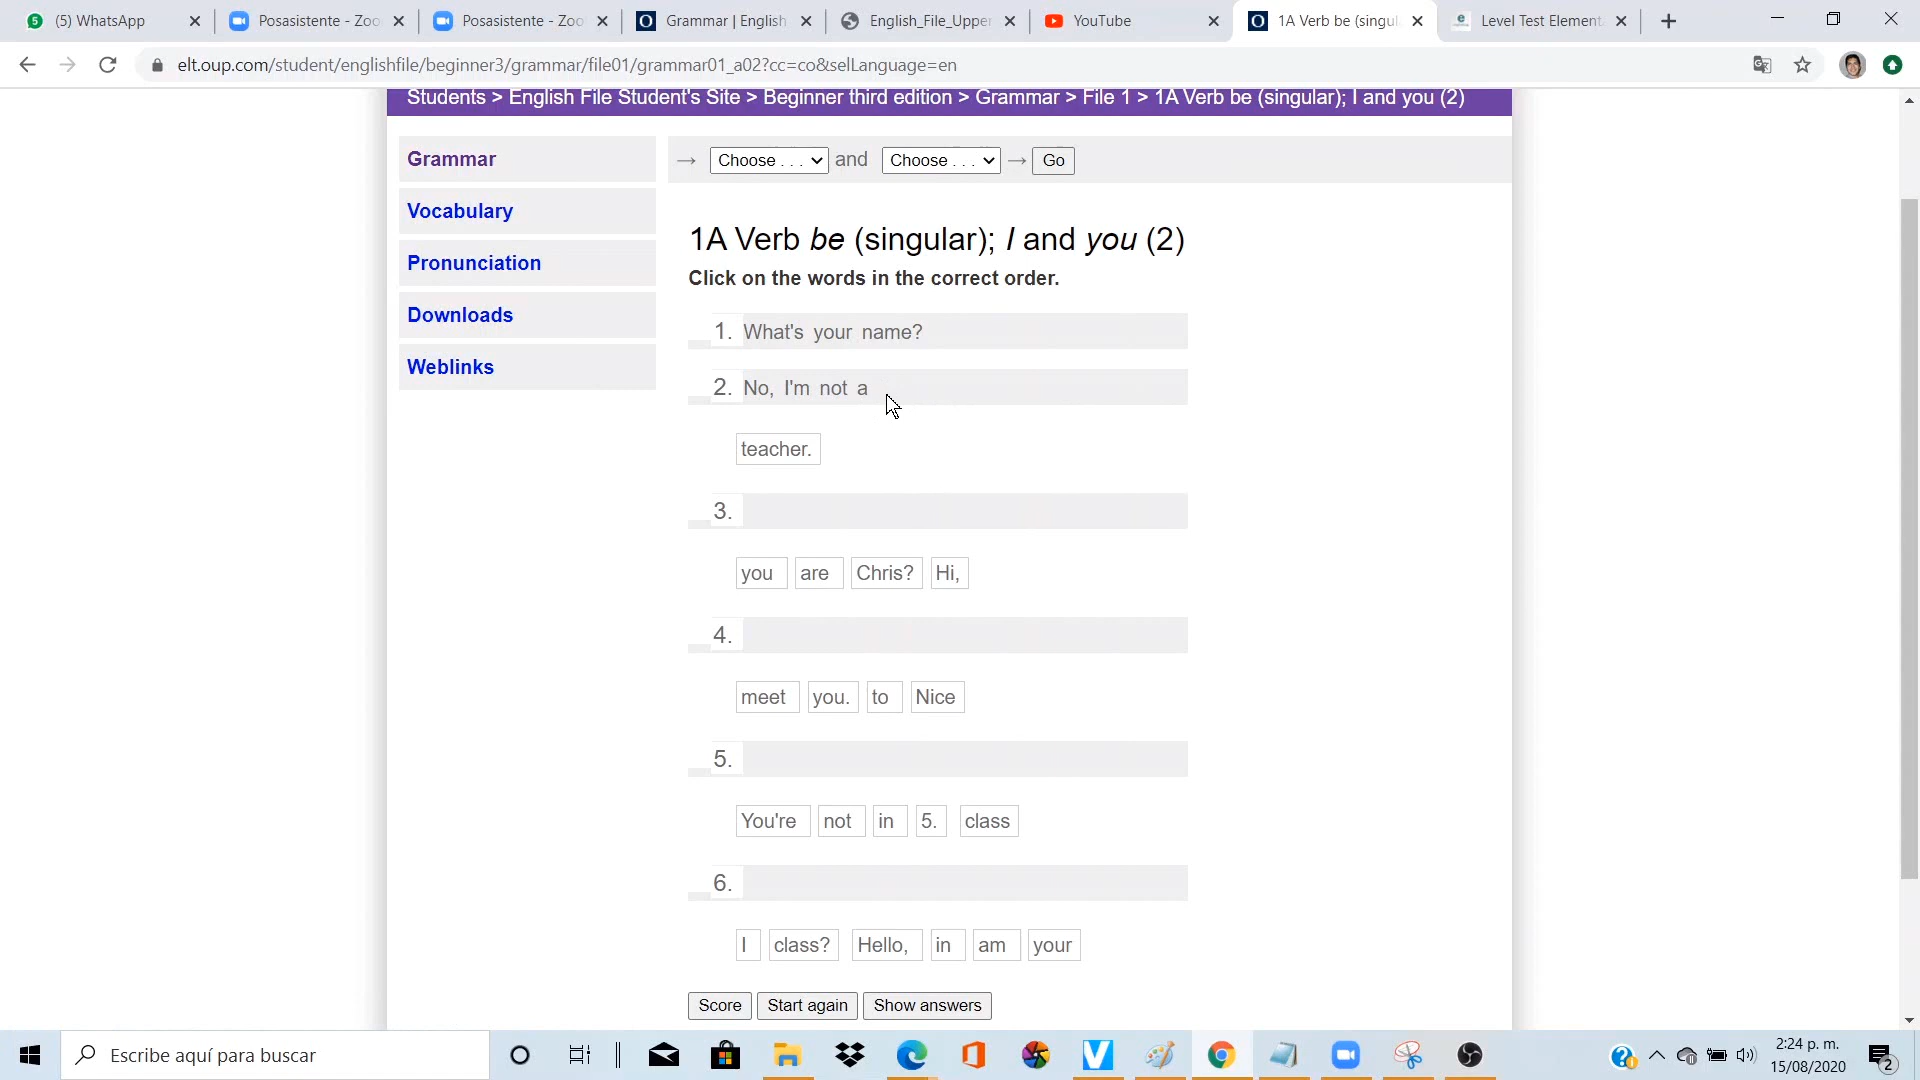 (5) WhatsApp
Posasistente - Zoo
Posasistente - Zoo
Grammar | English
English_File_Upper
YouTube
1A Verb be (singul
Level Test Element
elt.oup.com/student/englishfile/beginner3/grammar/file01/grammar01_a02?cc=co&selLanguage=en
Students > English File Student's Site > Beginner third edition > Grammar > File 1 > 1A Verb be (singular); I and you (2)
Grammar
Vocabulary
Pronunciation
Downloads
Weblinks
→ Choose . . . and Choose . . . → Go
1A Verb be (singular); I and you (2)
Click on the words in the correct order.
1. What's your name?
2. No, I'm not a
teacher.
3.
you are Chris? Hi,
4.
meet you. to Nice
5.
You're not in 5. class
6.
I class? Hello, in am your
Score Start again Show answers
Escribe aquí para buscar
2:24 p. m.
15/08/2020
2